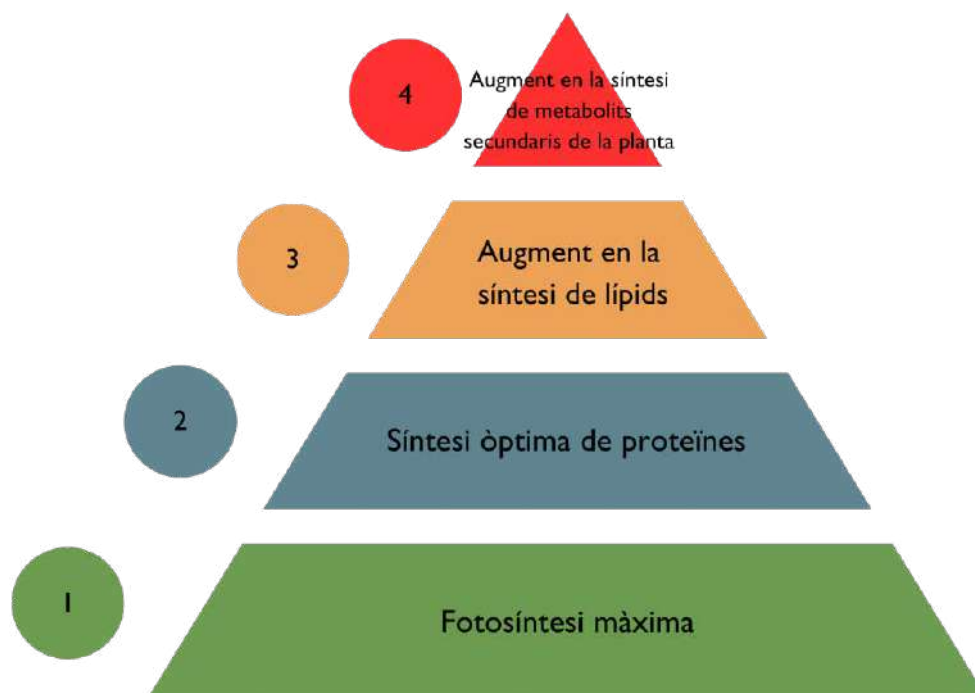 4
Augment en la síntesi
de metabolits
secundaris de la planta
3
Augment en la
síntesi de lípids
2
Síntesi òptima de proteïnes
1
Fotosíntesi màxima